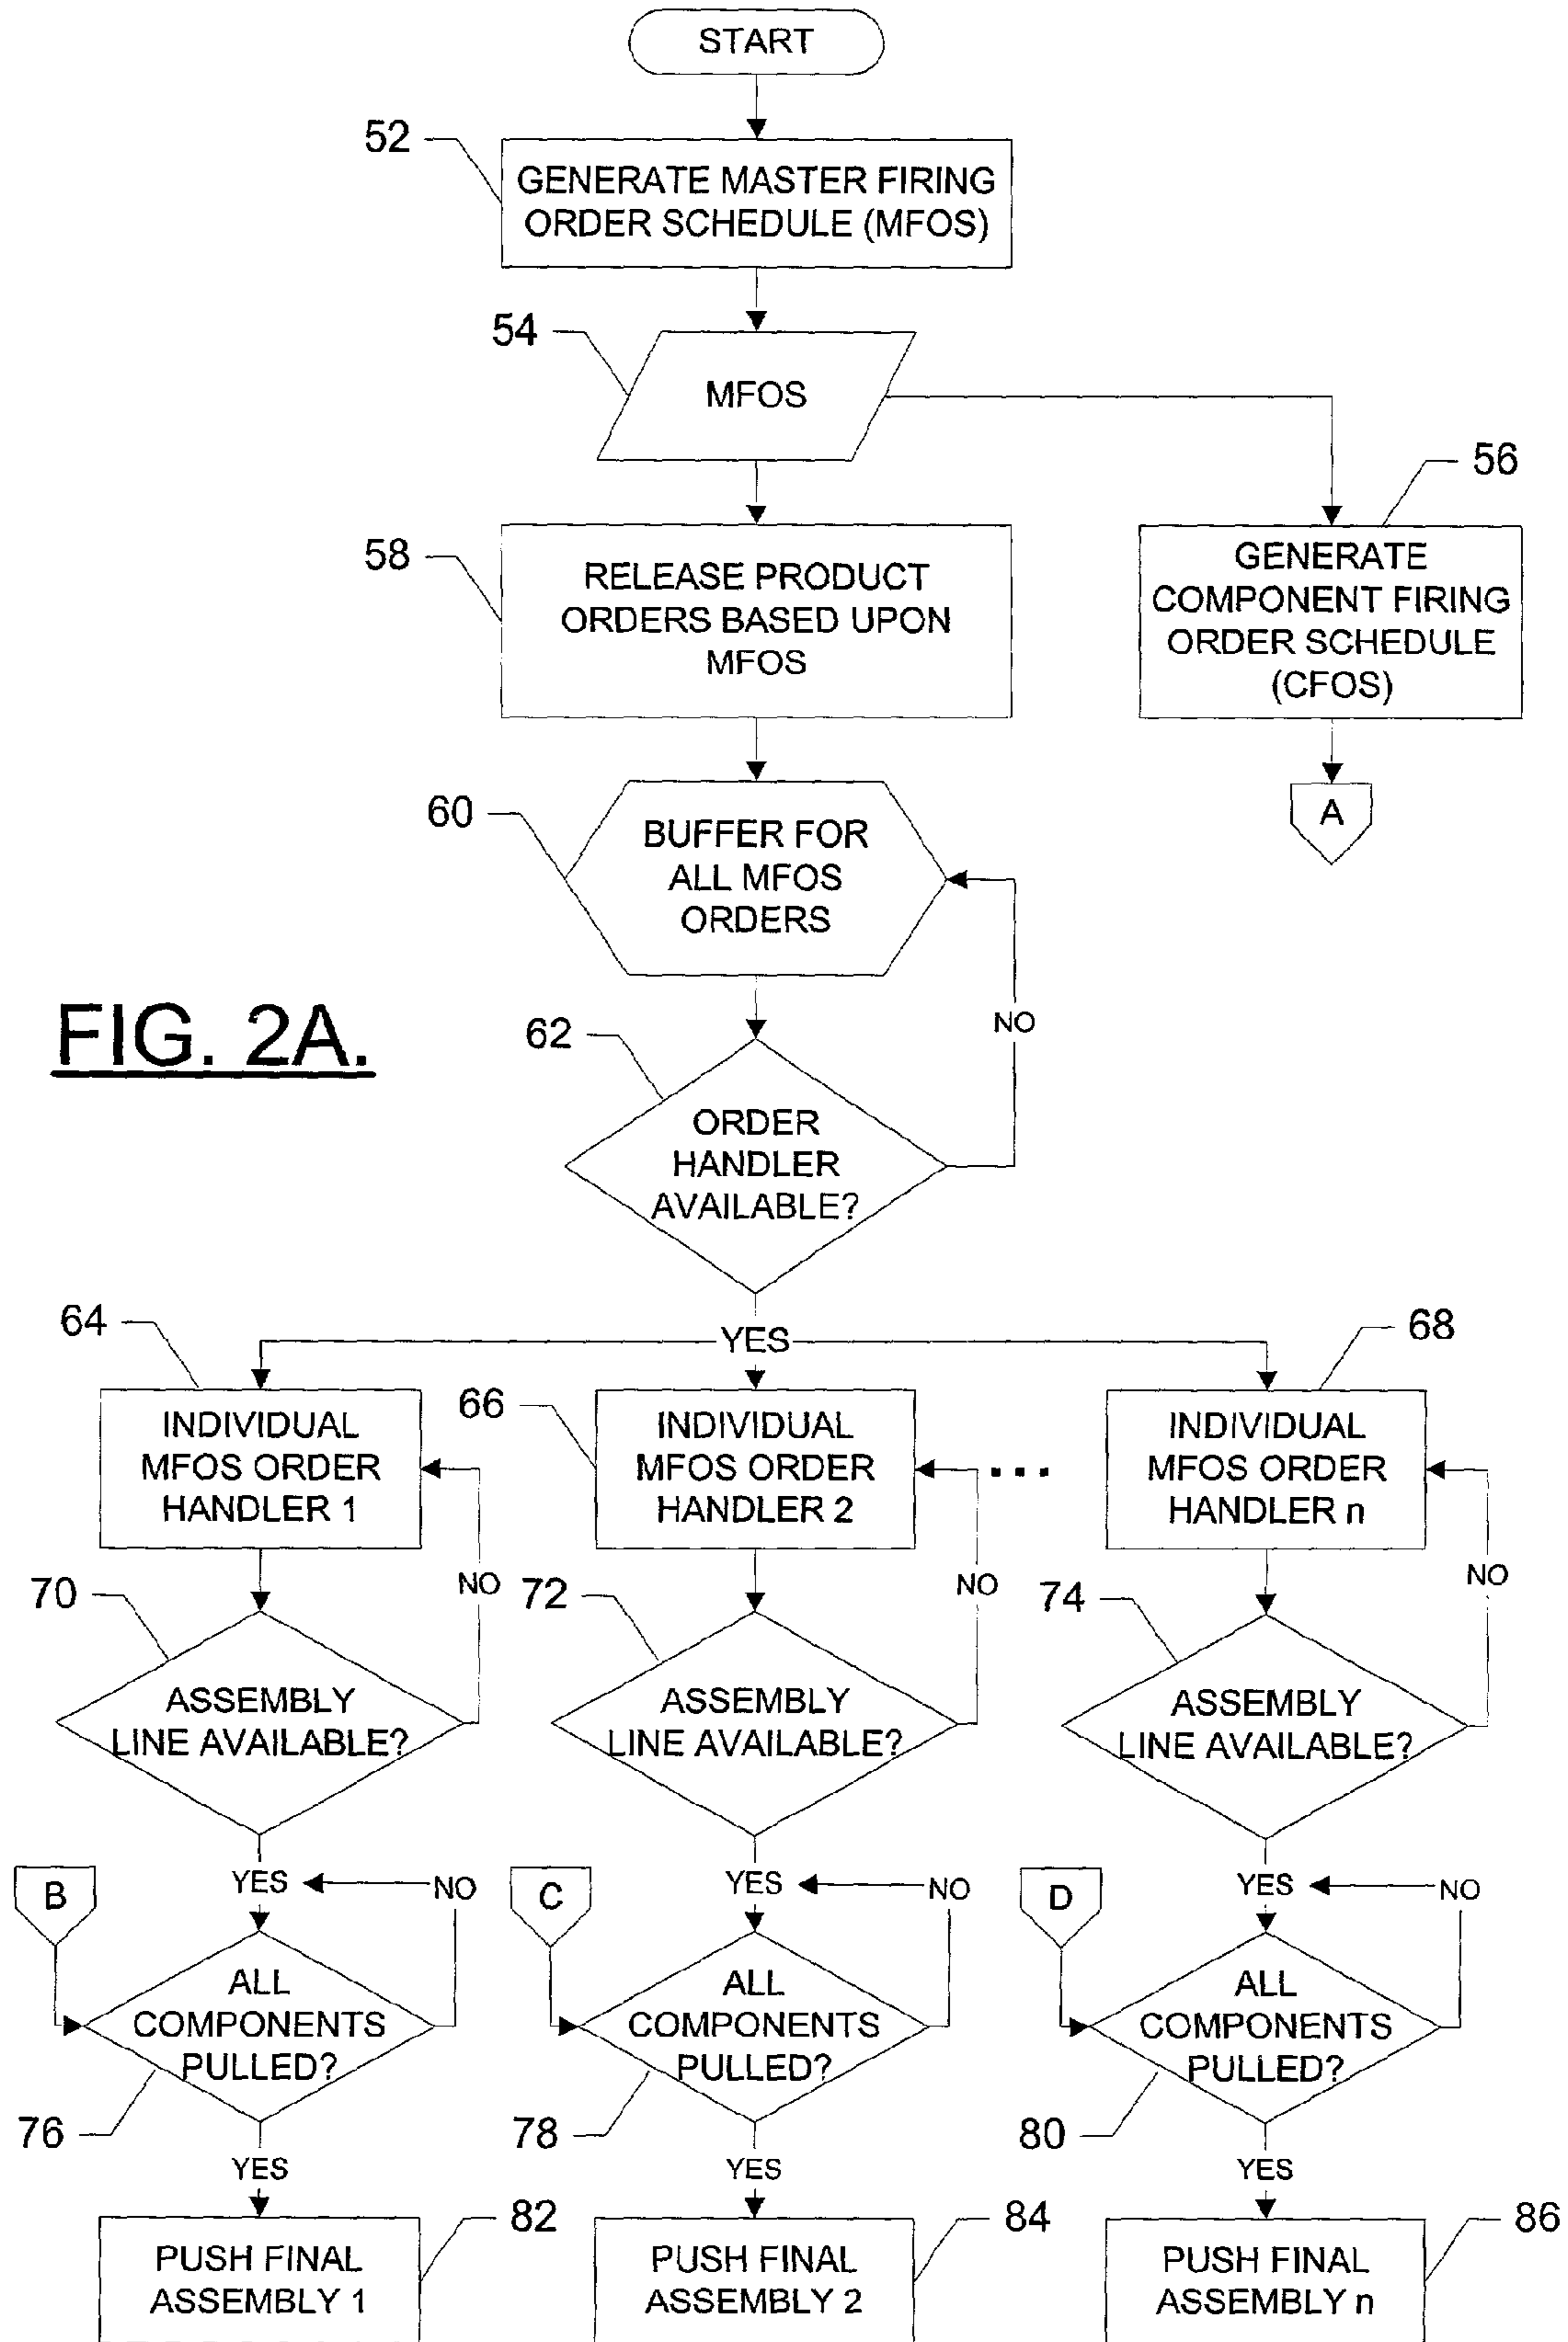 START
52
GENERATE MASTER FIRING
ORDER SCHEDULE (MFOS)
54
MFOS
56
58
RELEASE PRODUCT
ORDERS BASED UPON
MFOS
GENERATE
COMPONENT FIRING
ORDER SCHEDULE
(CFOS)
60
BUFFER FOR
ALL MFOS
ORDERS
A
FIG. 2A.
NO
62
ORDER
HANDLER
AVAILABLE?
YES
64
INDIVIDUAL
MFOS ORDER
HANDLER 1
66
INDIVIDUAL
MFOS ORDER
HANDLER 2
...
68
INDIVIDUAL
MFOS ORDER
HANDLER n
NO
NO
NO
70
ASSEMBLY
LINE AVAILABLE?
72
ASSEMBLY
LINE AVAILABLE?
74
ASSEMBLY
LINE AVAILABLE?
B
YES
NO
C
YES
NO
D
YES
NO
ALL
COMPONENTS
PULLED?
76
ALL
COMPONENTS
PULLED?
78
ALL
COMPONENTS
PULLED?
80
YES
YES
YES
82
PUSH FINAL
ASSEMBLY 1
84
PUSH FINAL
ASSEMBLY 2
86
PUSH FINAL
ASSEMBLY n